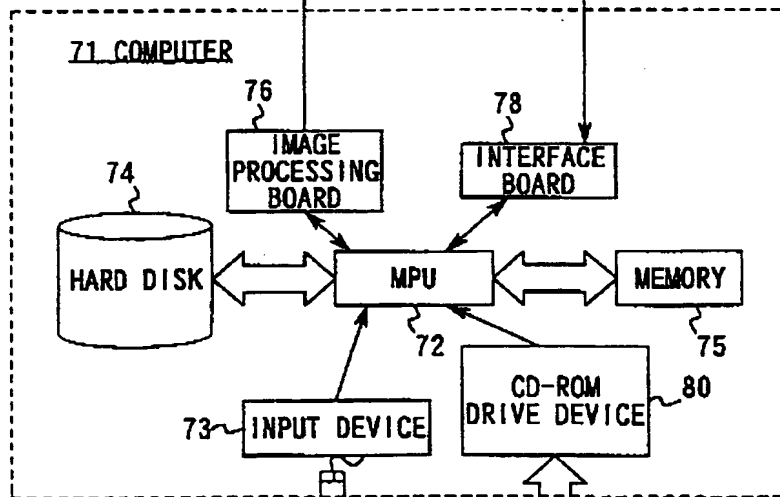 71 COMPUTER
76
IMAGE
PROCESSING
BOARD
78
INTERFACE
BOARD
74
HARD DISK
MPU
72
MEMORY
75
73
INPUT DEVICE
CD-ROM
DRIVE DEVICE
80